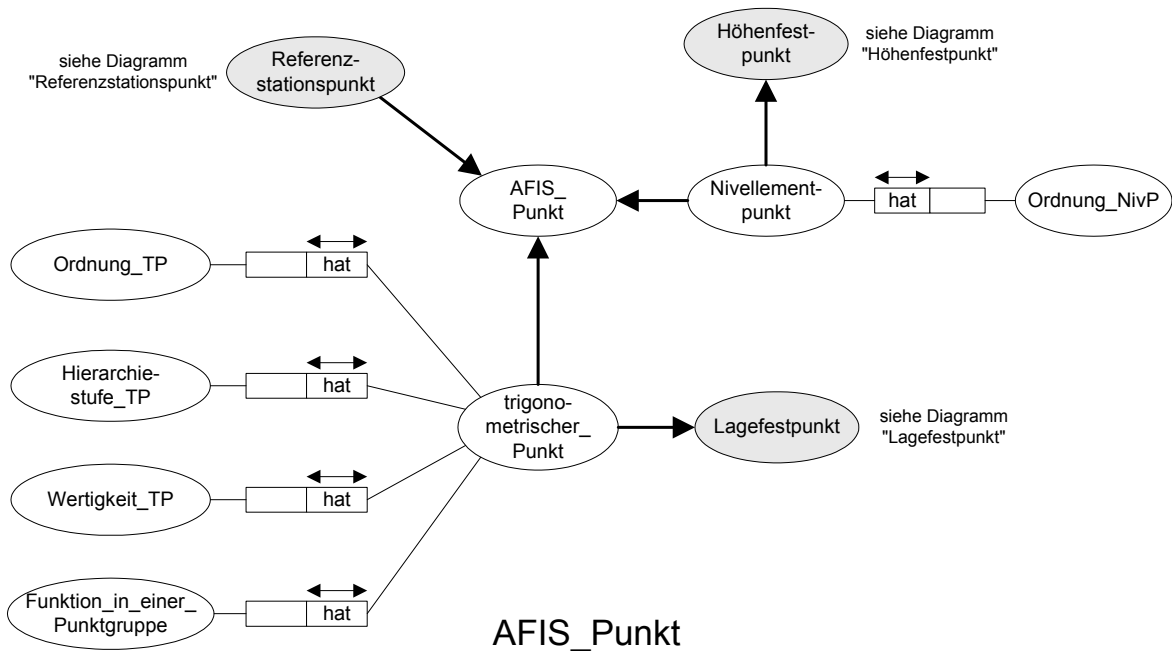 siehe Diagramm
"Referenzstationspunkt"
Referenz-
stationspunkt
Höhenfest-
punkt
siehe Diagramm
"Höhenfestpunkt"
AFIS_
Punkt
Nivellement-
punkt
hat
Ordnung_NivP
Ordnung_TP
hat
Hierarchie-
stufe_TP
hat
trigono-
metrischer_
Punkt
Lagefestpunkt
siehe Diagramm
"Lagefestpunkt"
Wertigkeit_TP
hat
Funktion_in_einer_
Punktgruppe
hat
AFIS_Punkt